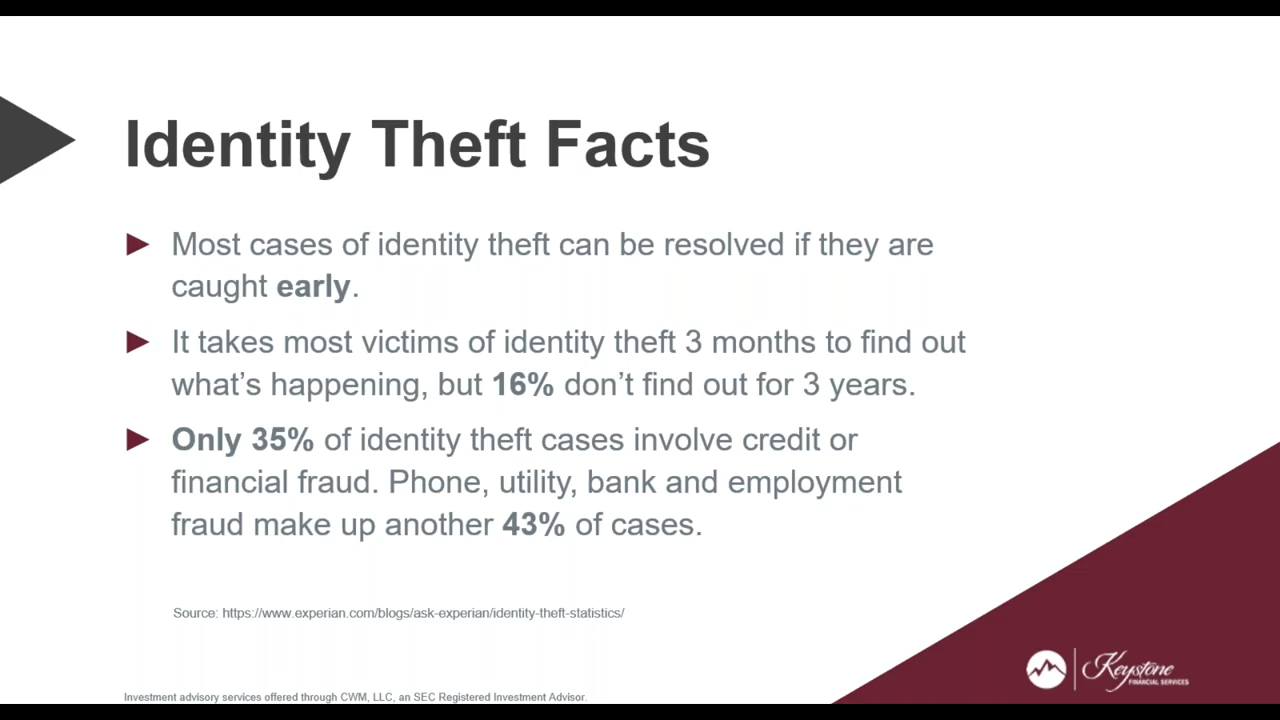 Identity Theft Facts
► Most cases of identity theft can be resolved if they are
caught early.
► It takes most victims of identity theft 3 months to find out
what’s happening, but 16% don’t find out for 3 years.
► Only 35% of identity theft cases involve credit or
financial fraud. Phone, utility, bank and employment
fraud make up another 43% of cases.
Source: https://www.experian.com/blogs/ask-experian/identity-theft-statistics/
Keystone
FINANCIAL SERVICES
Investment advisory services offered through CWM, LLC, an SEC Registered Investment Advisor.